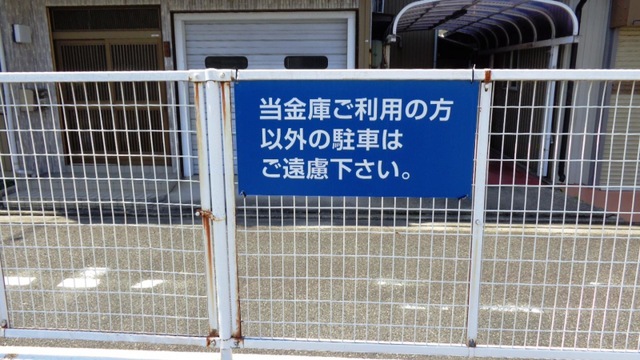 当金庫ご利用の方
以外の駐車は
ご遠慮下さい。